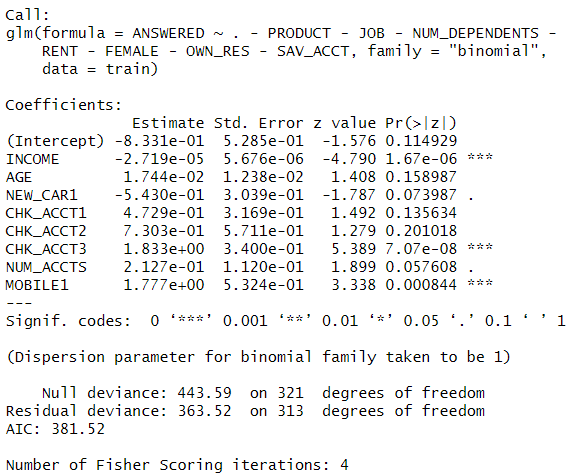 Call:
glm(formula = ANSWERED ~ . - PRODUCT - JOB - NUM_DEPENDENTS -
    RENT - FEMALE - OWN_RES - SAV_ACCT, family = "binomial",
    data = train)

Coefficients:
              Estimate Std. Error z value Pr(>|z|)
(Intercept) -8.331e-01  5.285e-01  -1.576 0.114929
INCOME      -2.719e-05  5.676e-06  -4.790 1.67e-06 ***
AGE          1.744e-02  1.238e-02   1.408 0.158987
NEW_CAR1    -5.430e-01  3.039e-01  -1.787 0.073987 .
CHK_ACCT1    4.729e-01  3.169e-01   1.492 0.135634
CHK_ACCT2    7.303e-01  5.711e-01   1.279 0.201018
CHK_ACCT3    1.833e+00  3.400e-01   5.389 7.07e-08 ***
NUM_ACCTS    2.127e-01  1.120e-01   1.899 0.057608 .
MOBILE1      1.777e+00  5.324e-01   3.338 0.000844 ***
---
Signif. codes:  0 ‘***’ 0.001 ‘**’ 0.01 ‘*’ 0.05 ‘.’ 0.1 ‘ ’ 1

(Dispersion parameter for binomial family taken to be 1)

    Null deviance: 443.59  on 321  degrees of freedom
Residual deviance: 363.52  on 313  degrees of freedom
AIC: 381.52

Number of Fisher Scoring iterations: 4